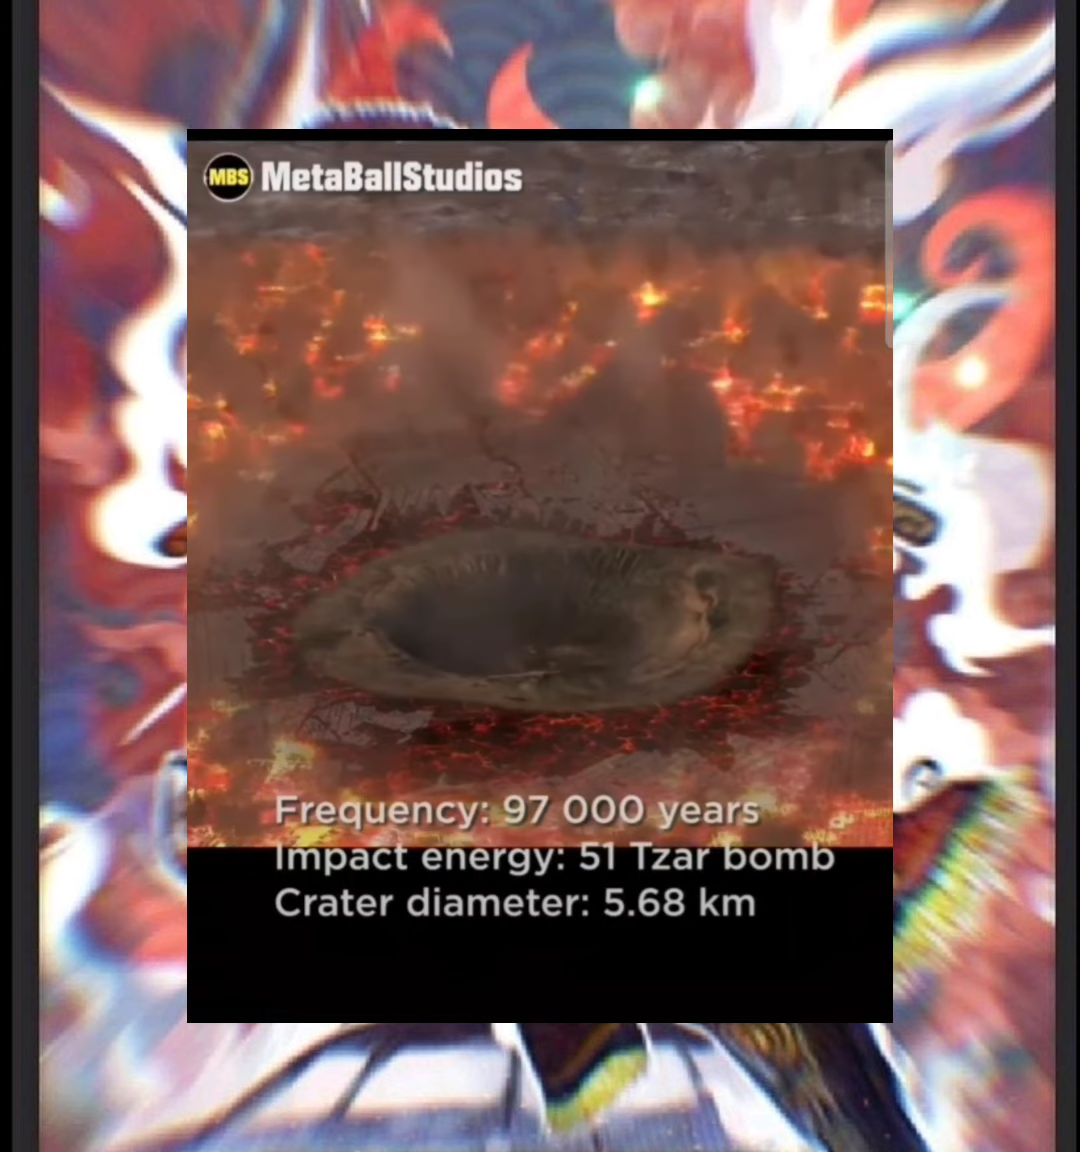 MBS MetaBallStudios
Frequency: 97 000 years
Impact energy: 51 Tzar bomb
Crater diameter: 5.68 km